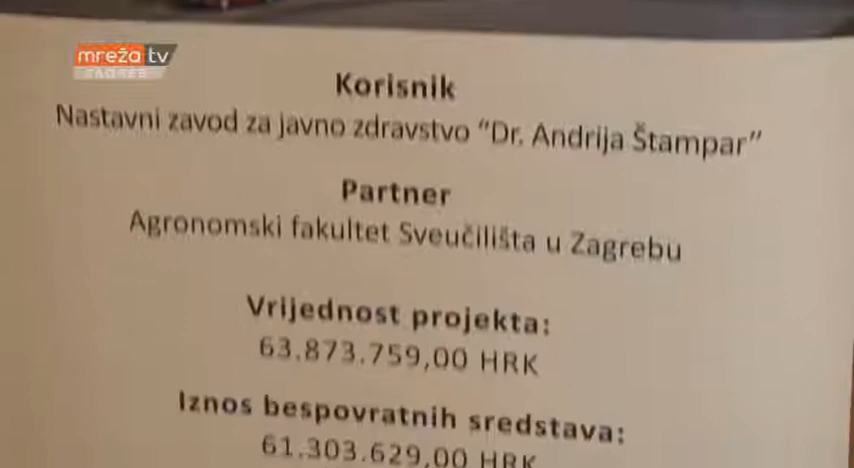 mreža tv
ZAGREB
Korisnik
Nastavni zavod za javno zdravstvo “Dr. Andrija Štampar”
Partner
Agronomski fakultet Sveučilišta u Zagrebu
Vrijednost projekta:
63.873.759,00 HRK
Iznos bespovratnih sredstava:
61.303.629,00 HRK